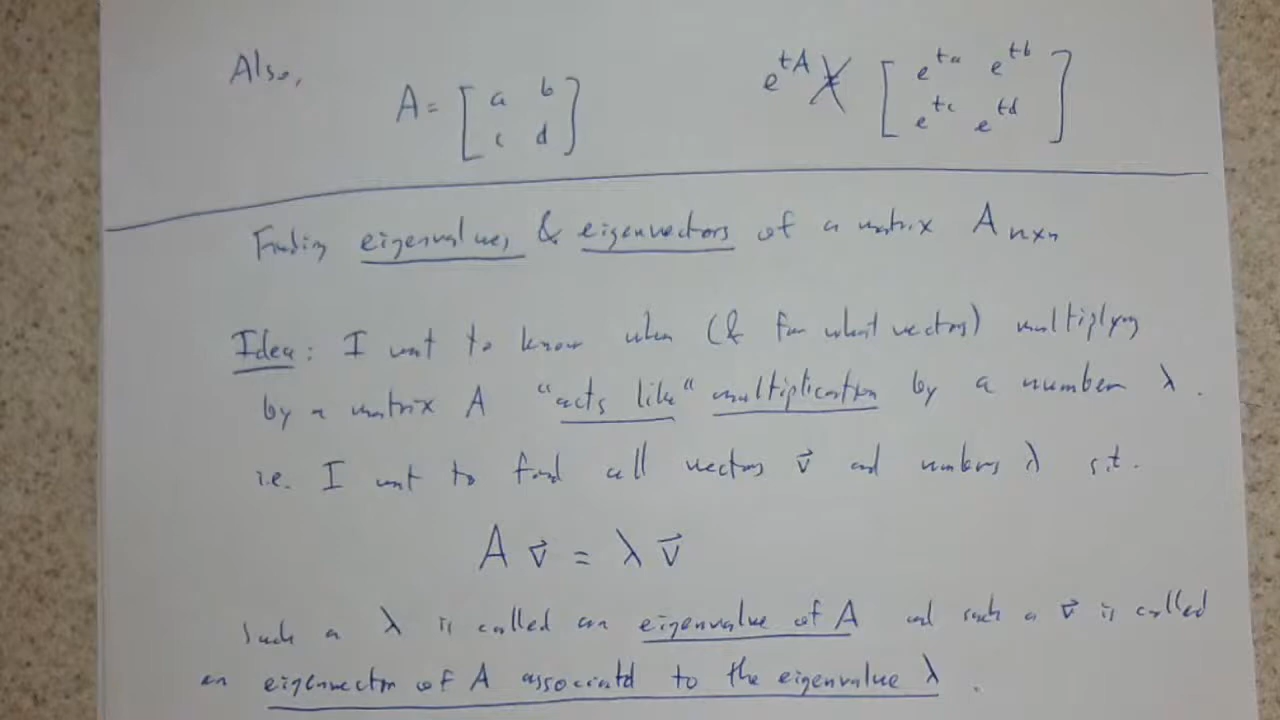 Also, A = [ a b ; c d ] e^{tA} ≠ [ e^{ta} e^{tb} ; e^{tc} e^{td} ]
Finding eigenvalues & eigenvectors of a matrix A n×n
Idea: I want to know when (& for what vectors) multiplying
by a matrix A "acts like" multiplication by a number λ.
i.e. I want to find all vectors v⃗ and numbers λ s.t.
A v⃗ = λ v⃗
Such a λ is called an eigenvalue of A and such a v⃗ is called
an eigenvector of A associated to the eigenvalue λ.